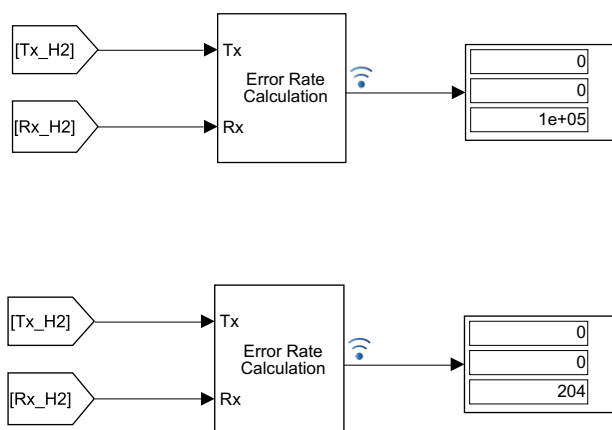 [Tx_H2]
Tx
Error Rate
Calculation
[Rx_H2]
Rx
0
0
1e+05
[Tx_H2]
Tx
Error Rate
Calculation
[Rx_H2]
Rx
0
0
204